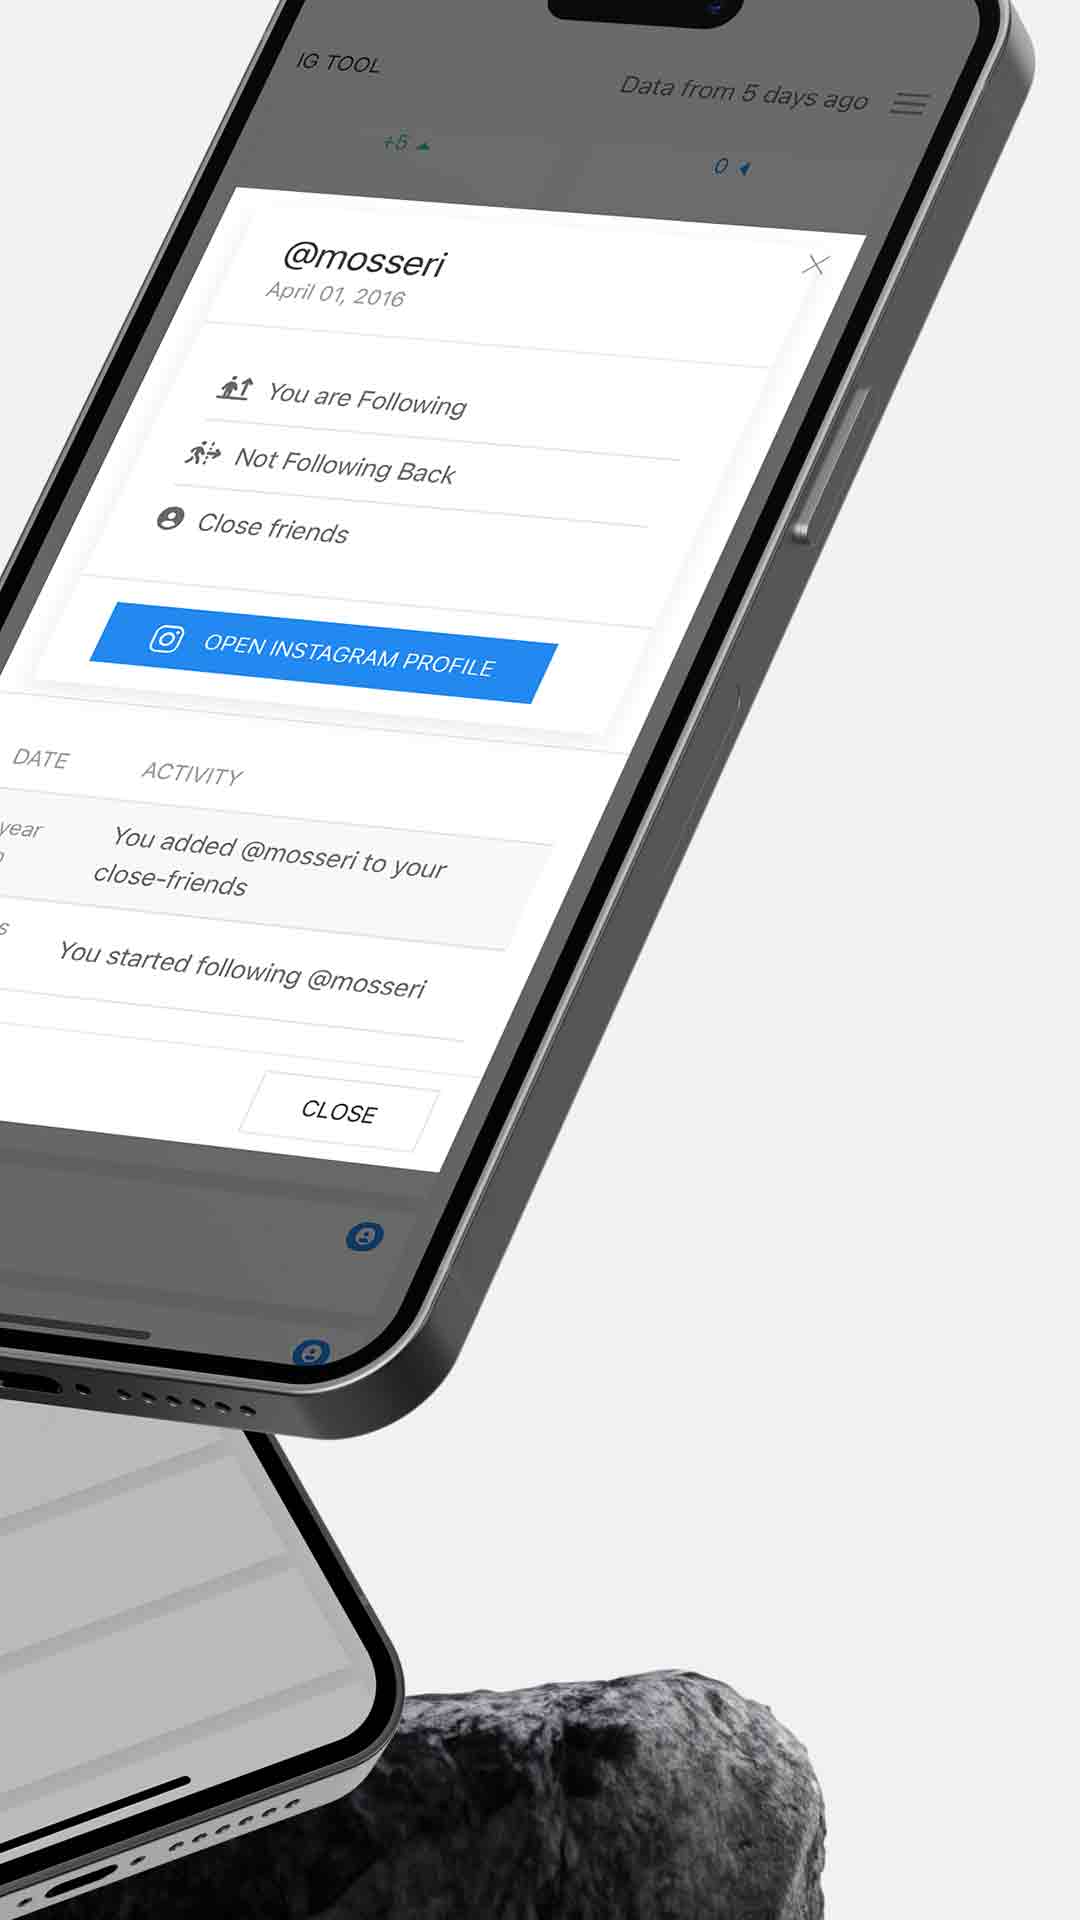 IG TOOL
Data from 5 days ago
+5
0
@mosseri
April 01, 2016
You are Following
Not Following Back
Close friends
OPEN INSTAGRAM PROFILE
DATE ACTIVITY
year
You added @mosseri to your
close-friends
You started following @mosseri
CLOSE